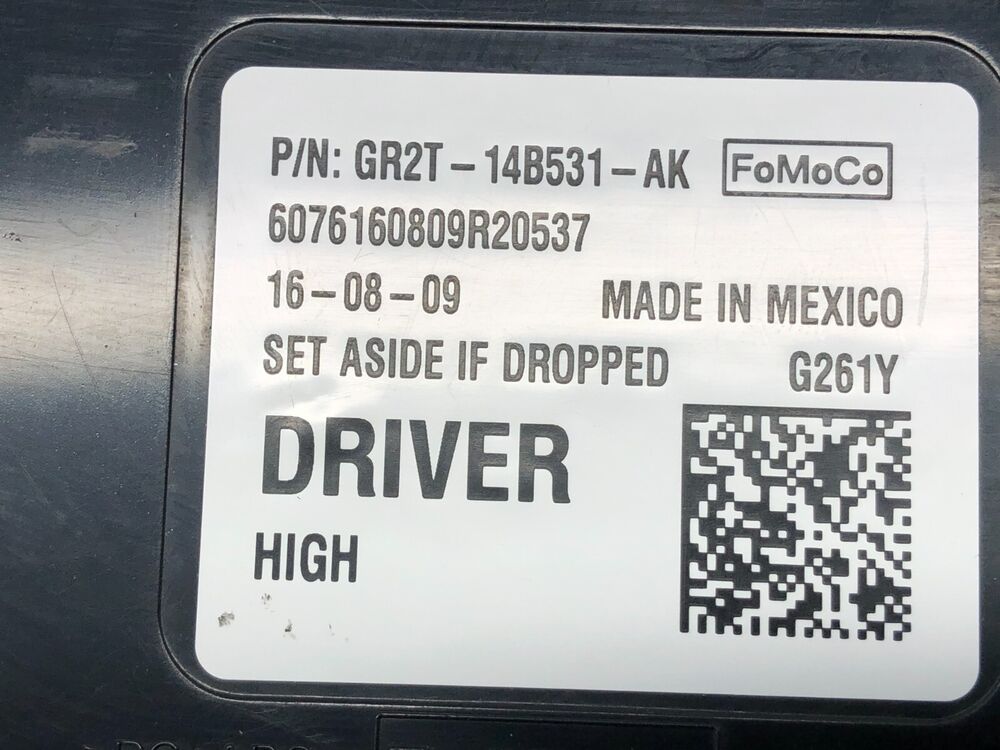 P/N: GR2T-14B531-AK FoMoCo
6076160809R20537
16-08-09 MADE IN MEXICO
SET ASIDE IF DROPPED G261Y
DRIVER
HIGH